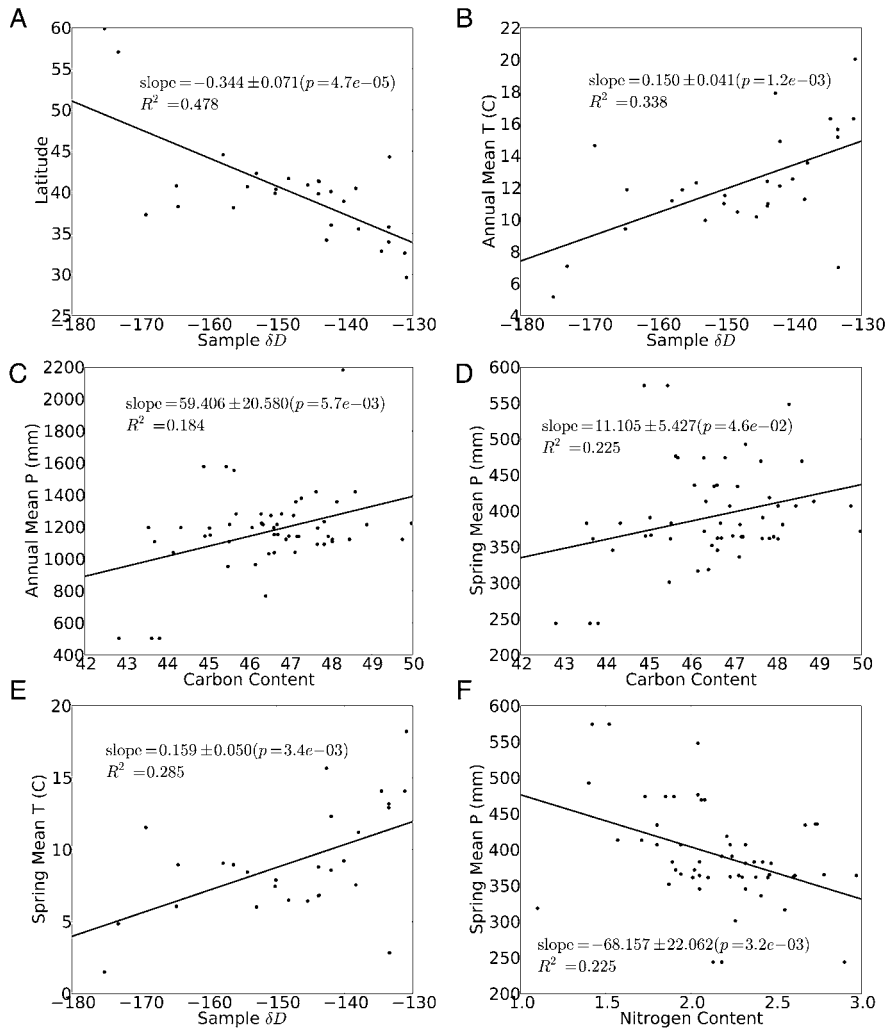 A
60
55
50
45
40
35
30
25
Latitude
slope=−0.344±0.071(p=4.7e−05)
R² =0.478
−180 −170 −160 −150 −140 −130
Sample δD
B
22
20
18
16
14
12
10
8
6
4
Annual Mean T (C)
slope=0.150±0.041(p=1.2e−03)
R² =0.338
−180 −170 −160 −150 −140 −130
Sample δD
C
2200
2000
1800
1600
1400
1200
1000
800
600
400
Annual Mean P (mm)
slope=59.406±20.580(p=5.7e−03)
R² =0.184
42 43 44 45 46 47 48 49 50
Carbon Content
D
600
550
500
450
400
350
300
250
200
Spring Mean P (mm)
slope=11.105±5.427(p=4.6e−02)
R² =0.225
42 43 44 45 46 47 48 49 50
Carbon Content
E
20
15
10
5
0
Spring Mean T (C)
slope=0.159±0.050(p=3.4e−03)
R² =0.285
−180 −170 −160 −150 −140 −130
Sample δD
F
600
550
500
450
400
350
300
250
200
Spring Mean P (mm)
slope=−68.157±22.062(p=3.2e−03)
R² =0.225
1.0 1.5 2.0 2.5 3.0
Nitrogen Content